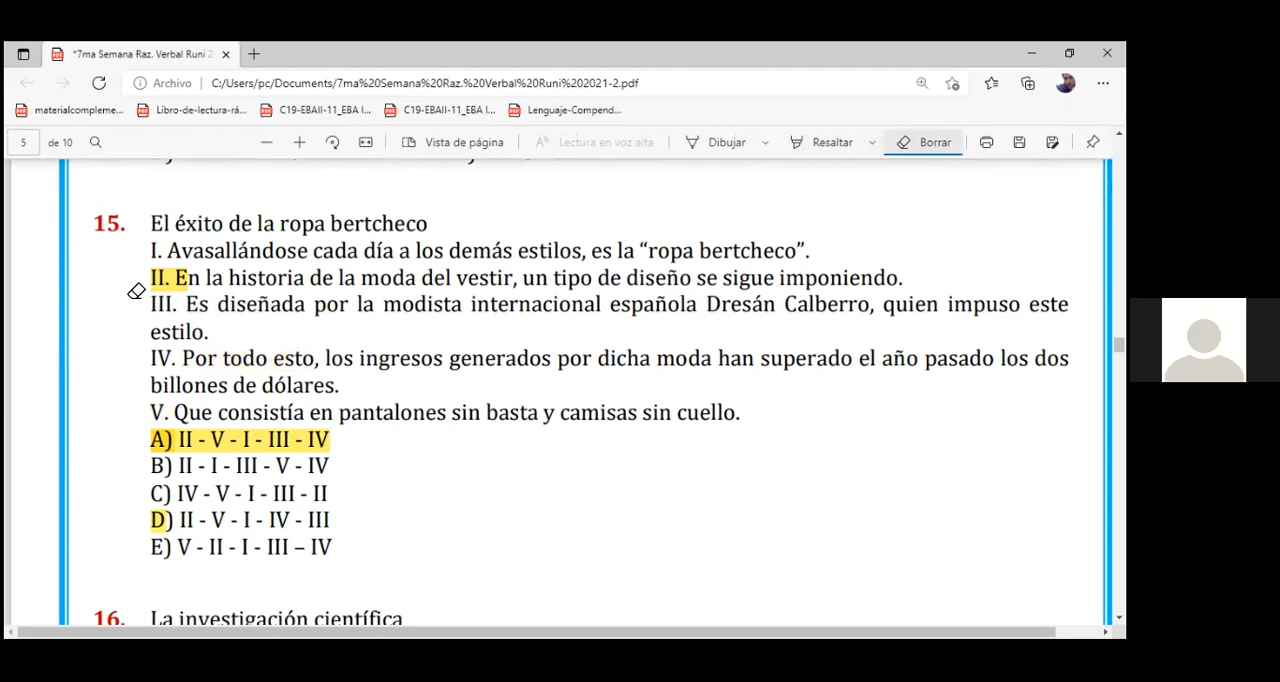 *7ma Semana Raz. Verbal Runi 2
Archivo
C:/Users/pc/Documents/7ma%20Semana%20Raz.%20Verbal%20Runi%202021-2.pdf
materialcompleme...
Libro-de-lectura-rá...
C19-EBAII-11_EBA I...
C19-EBAII-11_EBA I...
Lenguaje-Compend...
5 de 10
Vista de página
Lectura en voz alta
Dibujar
Resaltar
Borrar
15. El éxito de la ropa bertcheco
I. Avasallándose cada día a los demás estilos, es la “ropa bertcheco”.
II. En la historia de la moda del vestir, un tipo de diseño se sigue imponiendo.
III. Es diseñada por la modista internacional española Dresán Calberro, quien impuso este
estilo.
IV. Por todo esto, los ingresos generados por dicha moda han superado el año pasado los dos
billones de dólares.
V. Que consistía en pantalones sin basta y camisas sin cuello.
A) II - V - I - III - IV
B) II - I - III - V - IV
C) IV - V - I - III - II
D) II - V - I - IV - III
E) V - II - I - III – IV
16. La investigación científica